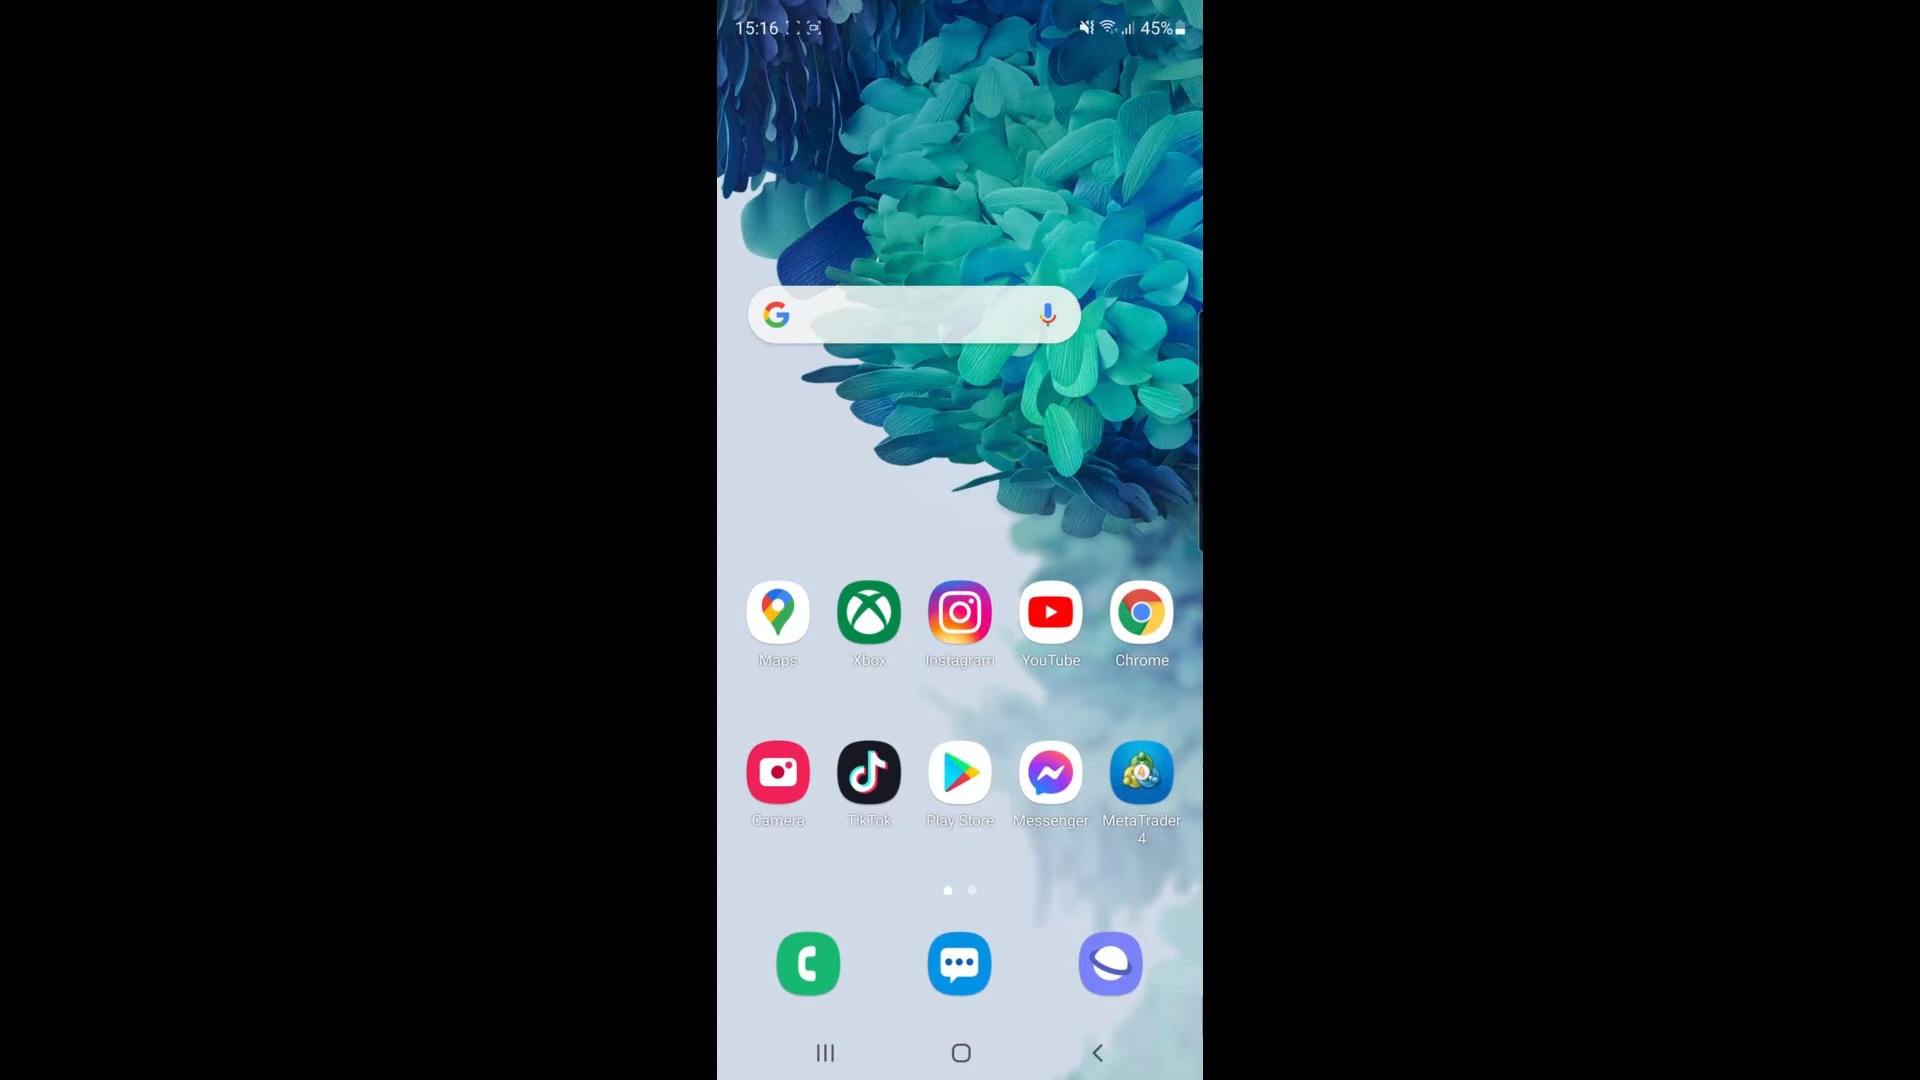 15:16
45%
Maps
Xbox
Instagram
YouTube
Chrome
Camera
TikTok
Play Store
Messenger
MetaTrader
4